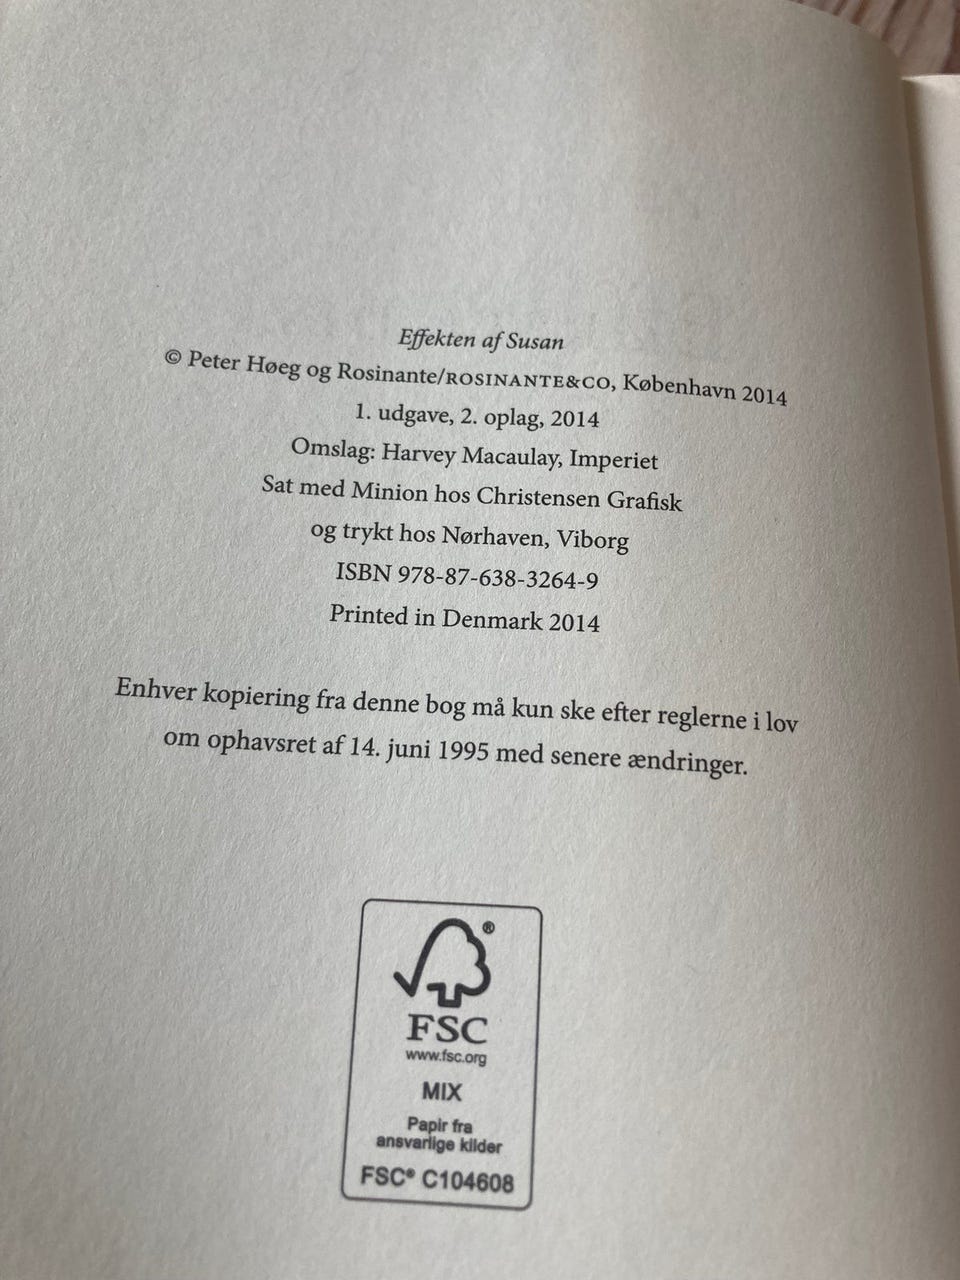 Effekten af Susan
© Peter Høeg og Rosinante/ROSINANTE&CO, København 2014
1. udgave, 2. oplag, 2014
Omslag: Harvey Macaulay, Imperiet
Sat med Minion hos Christensen Grafisk
og trykt hos Nørhaven, Viborg
ISBN 978-87-638-3264-9
Printed in Denmark 2014
Enhver kopiering fra denne bog må kun ske efter reglerne i lov
om ophavsret af 14. juni 1995 med senere ændringer.
®
FSC
www.fsc.org
MIX
Papir fra
ansvarlige kilder
FSC® C104608